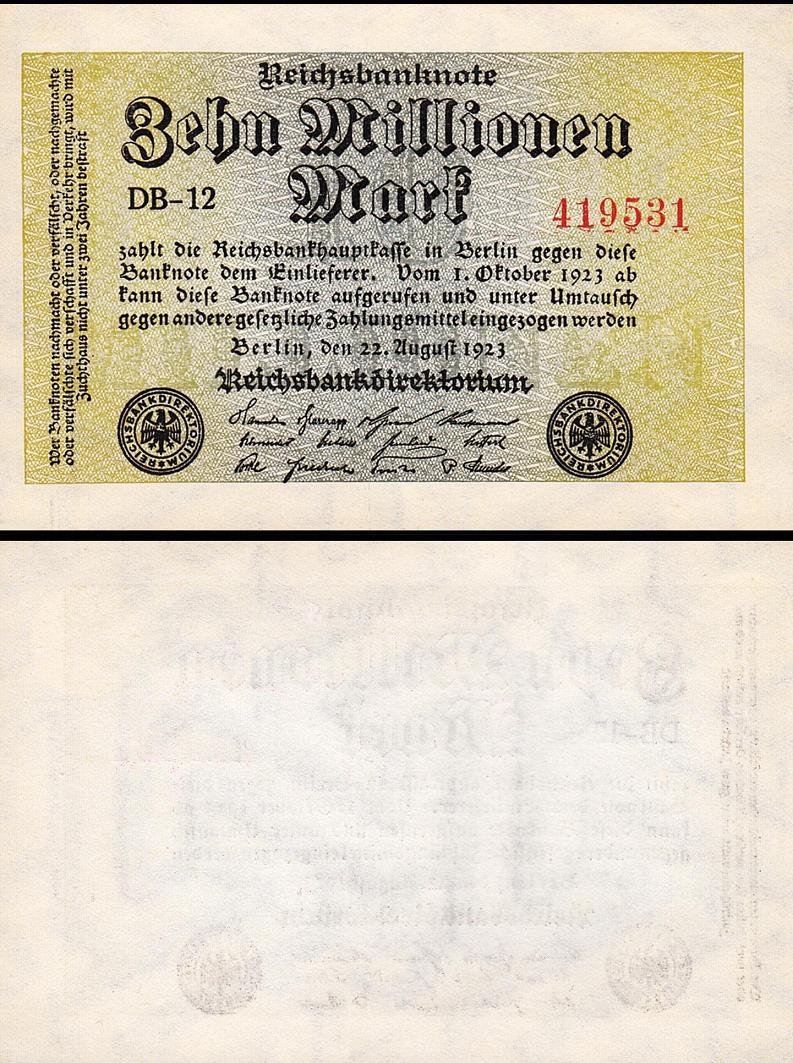 Reichsbanknote
Zehn Millionen
Mark
DB-12
419531
zahlt die Reichsbankhauptkasse in Berlin gegen diese
Banknote dem Einlieferer. Vom 1. Oktober 1923 ab
kann diese Banknote aufgerufen und unter Umtausch
gegen andere gesetzliche Zahlungsmittel eingezogen werden
Berlin, den 22. August 1923
Reichsbankdirektorium
REICHSBANKDIREKTORIUM
REICHSBANKDIREKTORIUM
Wer Banknoten nachmacht oder verfälscht, oder nachgemachte
oder verfälschte sich verschafft und in Verkehr bringt, wird mit
Zuchthaus nicht unter zwei Jahren bestraft